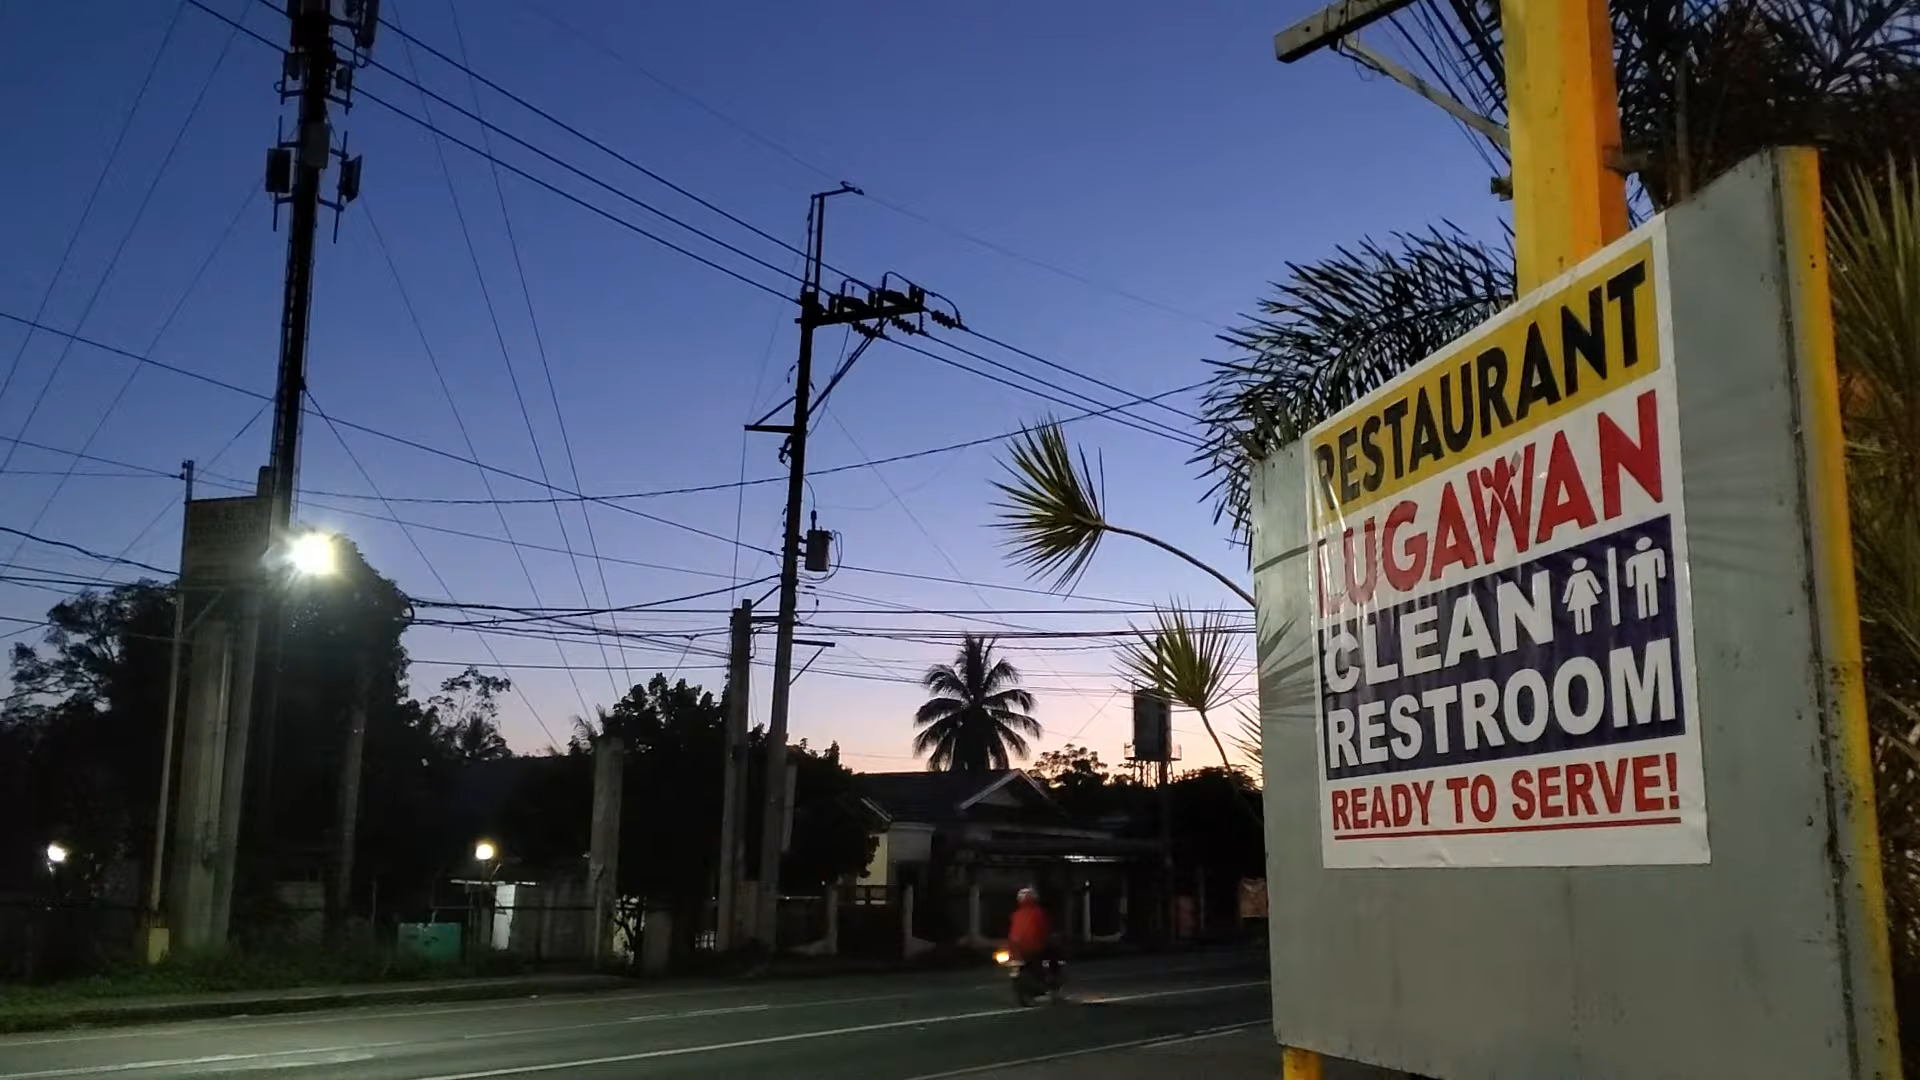 RESTAURANT
LUGAWAN
CLEAN
RESTROOM
READY TO SERVE!